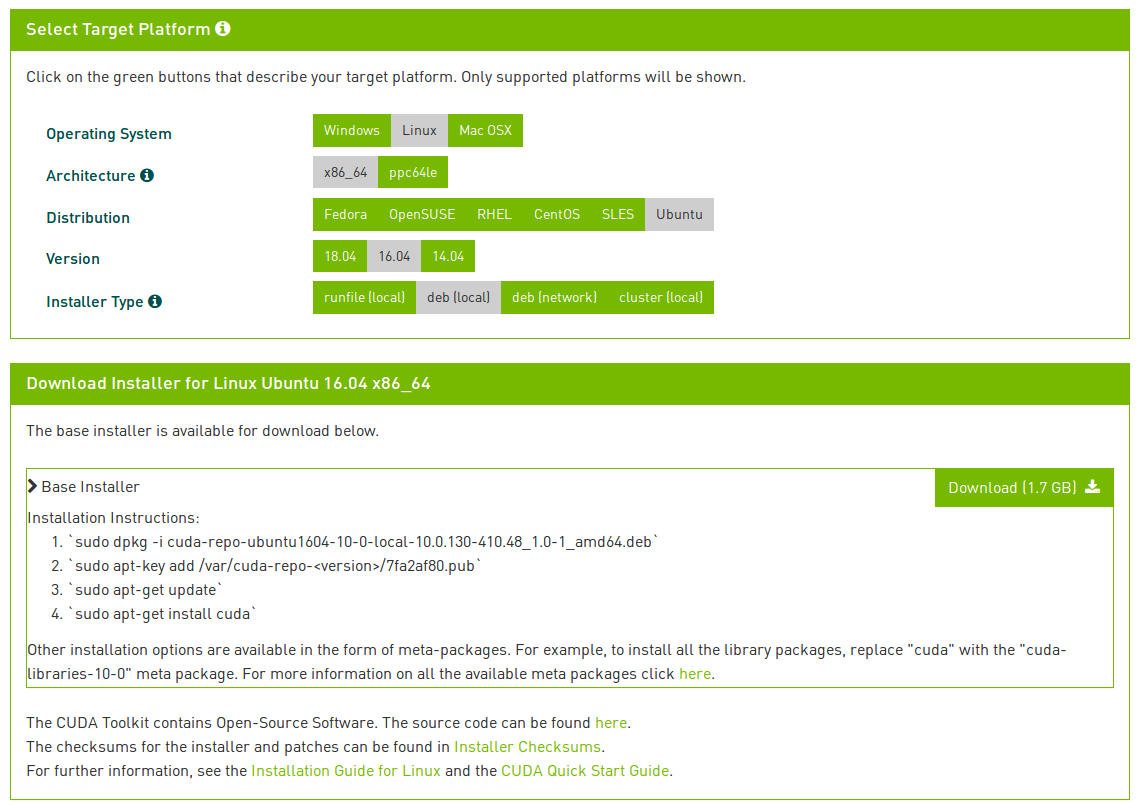 Select Target Platform
Click on the green buttons that describe your target platform. Only supported platforms will be shown.
Operating System Windows Linux Mac OSX
Architecture x86_64 ppc64le
Distribution Fedora OpenSUSE RHEL CentOS SLES Ubuntu
Version 18.04 16.04 14.04
Installer Type runfile (local) deb (local) deb (network) cluster (local)
Download Installer for Linux Ubuntu 16.04 x86_64
The base installer is available for download below.
Base Installer Download (1.7 GB)
Installation Instructions:
1. `sudo dpkg -i cuda-repo-ubuntu1604-10-0-local-10.0.130-410.48_1.0-1_amd64.deb`
2. `sudo apt-key add /var/cuda-repo-<version>/7fa2af80.pub`
3. `sudo apt-get update`
4. `sudo apt-get install cuda`
Other installation options are available in the form of meta-packages. For example, to install all the library packages, replace "cuda" with the "cuda-
libraries-10-0" meta package. For more information on all the available meta packages click here.
The CUDA Toolkit contains Open-Source Software. The source code can be found here.
The checksums for the installer and patches can be found in Installer Checksums.
For further information, see the Installation Guide for Linux and the CUDA Quick Start Guide.